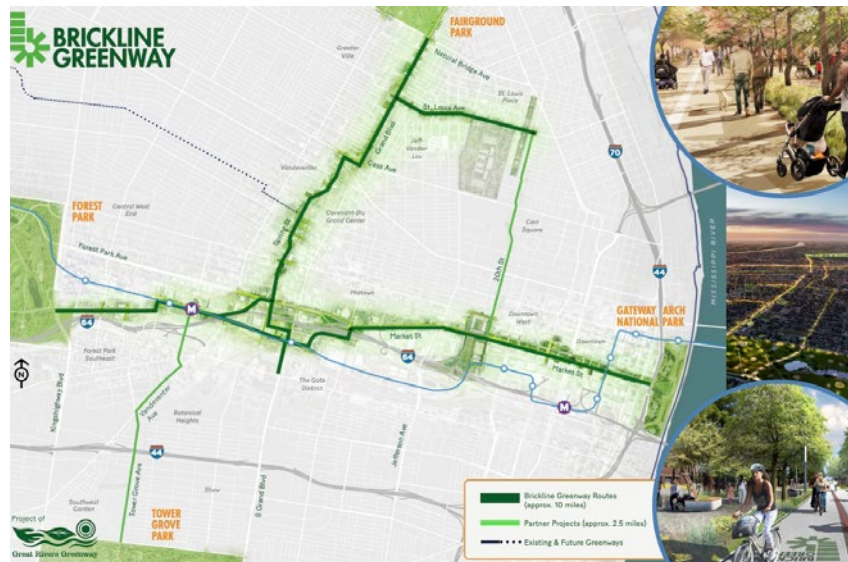 BRICKLINE
GREENWAY
FAIRGROUND
PARK
Greater
Ville
Natural Bridge Ave
St. Louis
Place
St. Louis Ave
Grand Blvd
Jeff
Vander
Lou
Cass Ave
Vandeventer
70
FOREST
PARK
Central West
End
Covenant-Blu
Grand Center
Spring St
Carr
Square
Forest Park Ave
20th St
44
MISSISSIPPI RIVER
Midtown
M
64
Downtown
West
GATEWAY ARCH
NATIONAL PARK
Market St
64
Downtown
Market St
Forest Park
Southeast
N
The Gate
District
M
Kingshighway Blvd
Vandeventer
Ave
Botanical
Heights
Jefferson Ave
44
Shaw
S Grand Blvd
Southwest
Garden
Tower Grove Ave
TOWER
GROVE
PARK
Project of
Great Rivers Greenway
Brickline Greenway Routes
(approx. 10 miles)
Partner Projects (approx. 2.5 miles)
Existing & Future Greenways